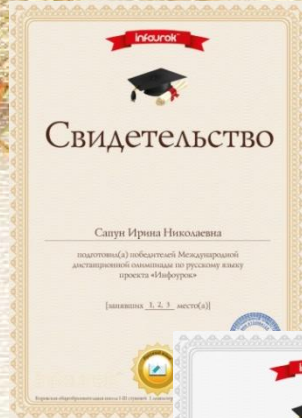 infourok
Свидетельство
Сапун Ирина Николаевна
подготовил(а) победителей Международной
дистанционной олимпиады по русскому языку
проекта «Инфоурок»
[занявших 1, 2, 3 место(а)]